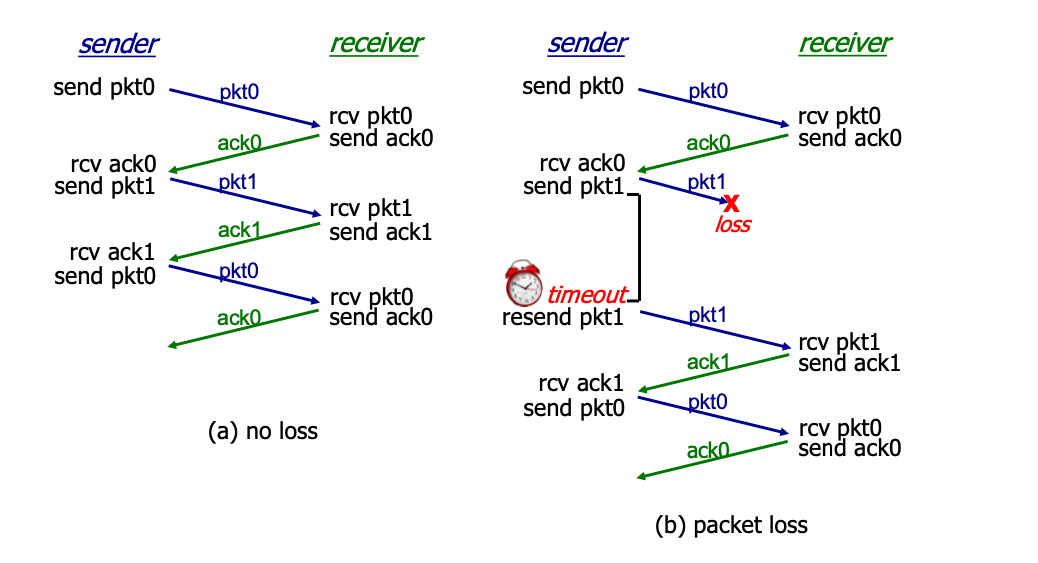 sender
receiver
send pkt0
pkt0
rcv pkt0
send ack0
ack0
rcv ack0
send pkt1
pkt1
rcv pkt1
send ack1
ack1
rcv ack1
send pkt0
pkt0
rcv pkt0
send ack0
ack0
(a) no loss
sender
receiver
send pkt0
pkt0
rcv pkt0
send ack0
ack0
rcv ack0
send pkt1
pkt1
X
loss
timeout
resend pkt1
pkt1
rcv pkt1
send ack1
ack1
rcv ack1
send pkt0
pkt0
rcv pkt0
send ack0
ack0
(b) packet loss